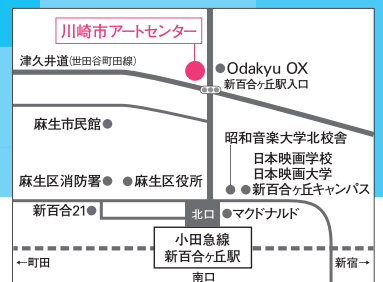 川崎市アートセンター
津久井道(世田谷町田線)
Odakyu OX
新百合ヶ丘駅入口
麻生市民館
昭和音楽大学北校舎
日本映画学校
日本映画大学
新百合ヶ丘キャンパス
麻生区消防署
麻生区役所
新百合21
北口
マクドナルド
小田急線
新百合ヶ丘駅
←町田
新宿→
南口